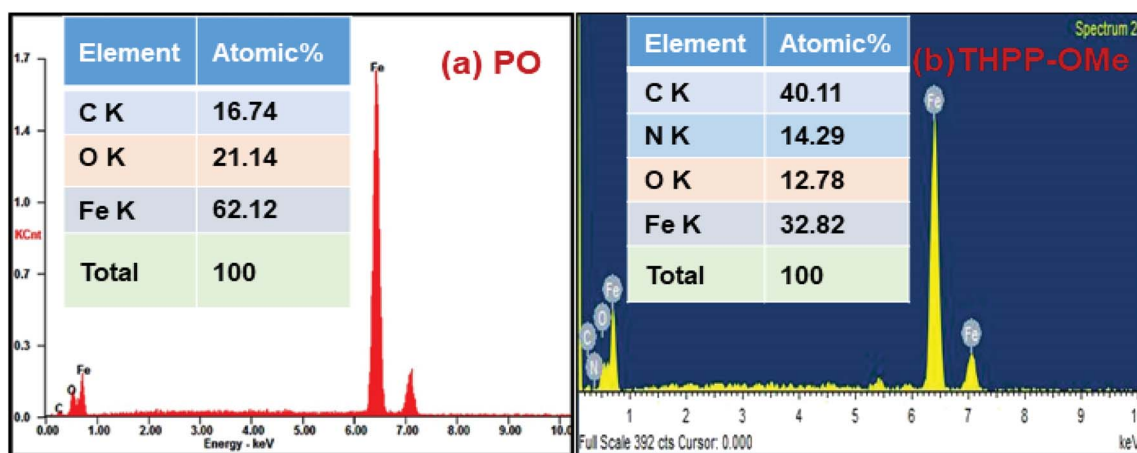 (a) PO
Element Atomic%
C K 16.74
O K 21.14
Fe K 62.12
Total 100
1.7
1.4
1.0
KCnt
0.7
0.3
0.0
C
O
Fe
Fe
0.00 1.00 2.00 3.00 4.00 5.00 6.00 7.00 8.00 9.00 10.0
Energy - keV
Spectrum 2
(b) THPP-OMe
Element Atomic%
C K 40.11
N K 14.29
O K 12.78
Fe K 32.82
Total 100
C
N
O
Fe
Fe
Fe
1 2 3 4 5 6 7 8 9 1
Full Scale 392 cts Cursor: 0.000
keV